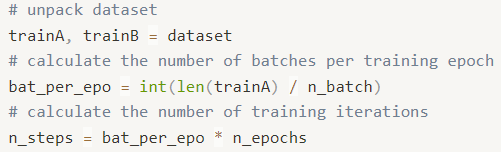 # unpack dataset
trainA, trainB = dataset
# calculate the number of batches per training epoch
bat_per_epo = int(len(trainA) / n_batch)
# calculate the number of training iterations
n_steps = bat_per_epo * n_epochs